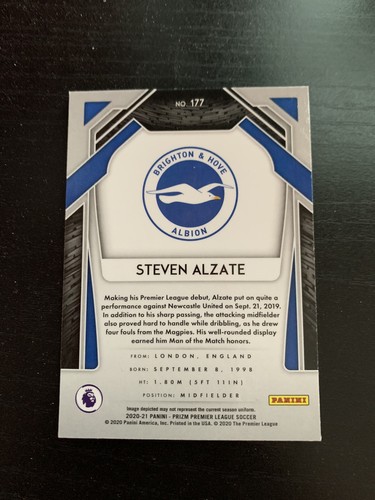 NO 177
BRIGHTON & HOVE
ALBION
STEVEN ALZATE
Making his Premier League debut, Alzate put on quite a
performance against Newcastle United on Sept. 21, 2019.
In addition to his sharp passing, the attacking midfielder
also proved hard to handle while dribbling, as he drew
four fouls from the Magpies. His well-rounded display
earned him Man of the Match honors.
FROM: LONDON, ENGLAND
BORN: SEPTEMBER 8, 1998
HT: 1.80M (5FT 11IN)
POSITION: MIDFIELDER
PANINI
Image depicted may not represent the current season uniform.
2020-21 PANINI - PRIZM PREMIER LEAGUE SOCCER
© 2020 Panini America, Inc. Printed in the USA. © 2020 The Premier League